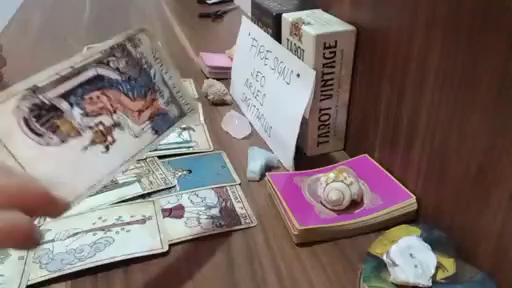 "FIRE SIGNS"
LEO
ARIES
SAGITTARIUS
TAROT
TAROT VINTAGE